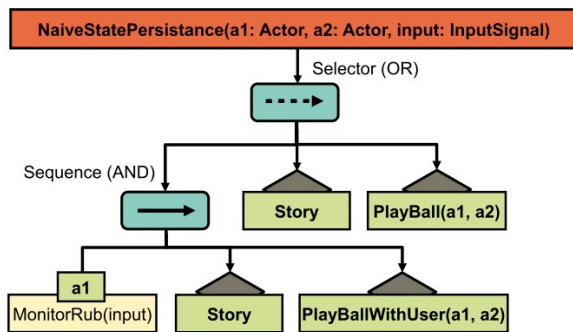 NaiveStatePersistance(a1: Actor, a2: Actor, input: InputSignal)
Selector (OR)
Sequence (AND)
Story
PlayBall(a1, a2)
a1
MonitorRub(input)
Story
PlayBallWithUser(a1, a2)